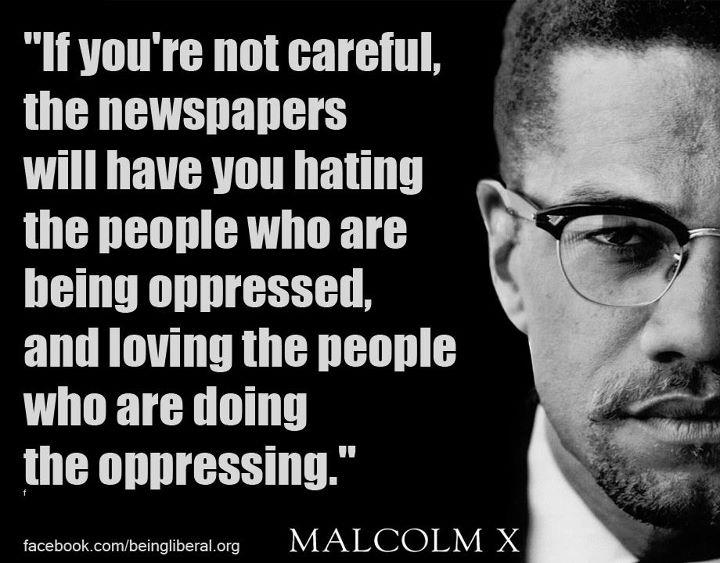 "If you're not careful,
the newspapers
will have you hating
the people who are
being oppressed,
and loving the people
who are doing
the oppressing."
f
facebook.com/beingliberal.org
MALCOLM X